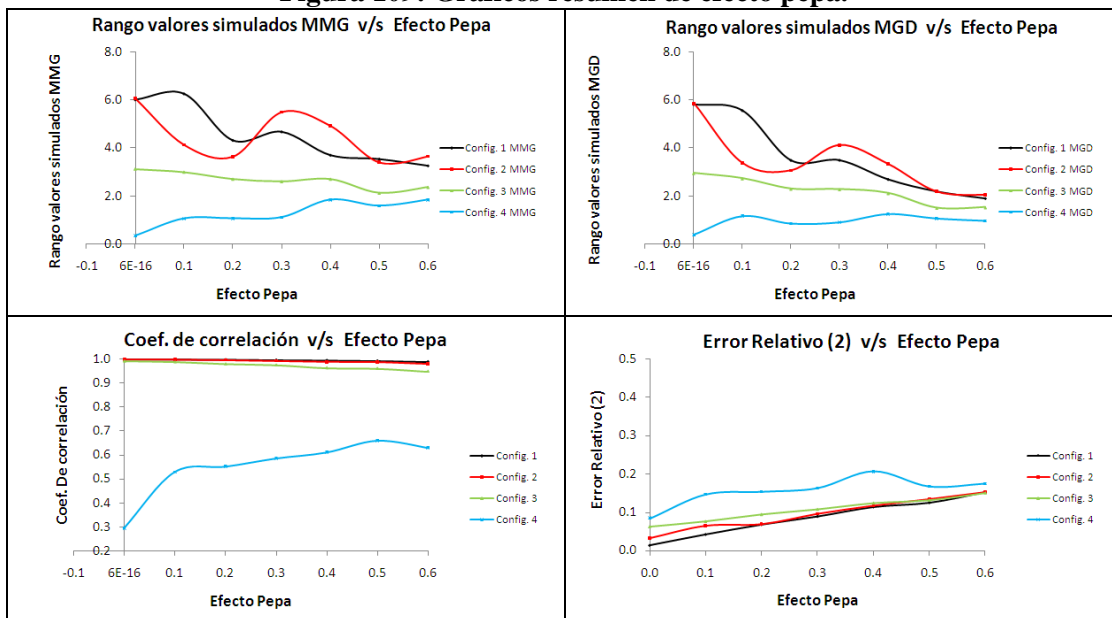 Figura 169: Gráficos resumen de efecto pepa.
Rango valores simulados MMG v/s Efecto Pepa
Rango valores simulados MMG
8.0
6.0
4.0
2.0
0.0
-0.1 6E-16 0.1 0.2 0.3 0.4 0.5 0.6
Efecto Pepa
Config. 1 MMG
Config. 2 MMG
Config. 3 MMG
Config. 4 MMG
Rango valores simulados MGD v/s Efecto Pepa
Rango valores simulados MGD
8.0
6.0
4.0
2.0
0.0
-0.1 6E-16 0.1 0.2 0.3 0.4 0.5 0.6
Efecto Pepa
Config. 1 MGD
Config. 2 MGD
Config. 3 MGD
Config. 4 MGD
Coef. de correlación v/s Efecto Pepa
Coef. De correlación
1.0
0.9
0.8
0.7
0.6
0.5
0.4
0.3
0.2
-0.1 6E-16 0.1 0.2 0.3 0.4 0.5 0.6
Efecto Pepa
Config. 1
Config. 2
Config. 3
Config. 4
Error Relativo (2) v/s Efecto Pepa
Error Relativo (2)
0.5
0.4
0.3
0.2
0.1
0.0
0.0 0.1 0.2 0.3 0.4 0.5 0.6
Efecto Pepa
Config. 1
Config. 2
Config. 3
Config. 4